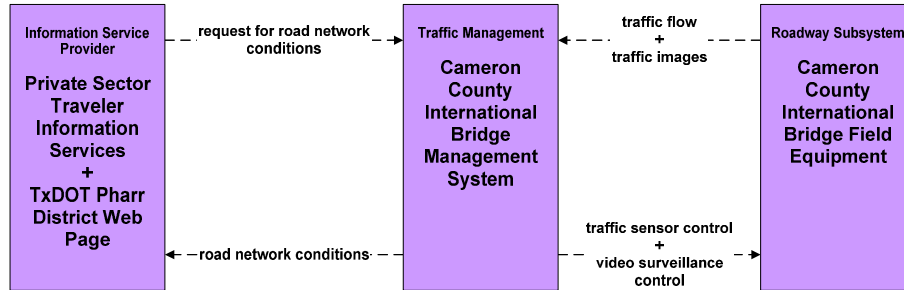 Information Service
Provider
Private Sector
Traveler
Information
Services
+
TxDOT Pharr
District Web
Page
request for road network
conditions
road network conditions
Traffic Management
Cameron
County
International
Bridge
Management
System
traffic flow
+
traffic images
traffic sensor control
+
video surveillance
control
Roadway Subsystem
Cameron
County
International
Bridge Field
Equipment